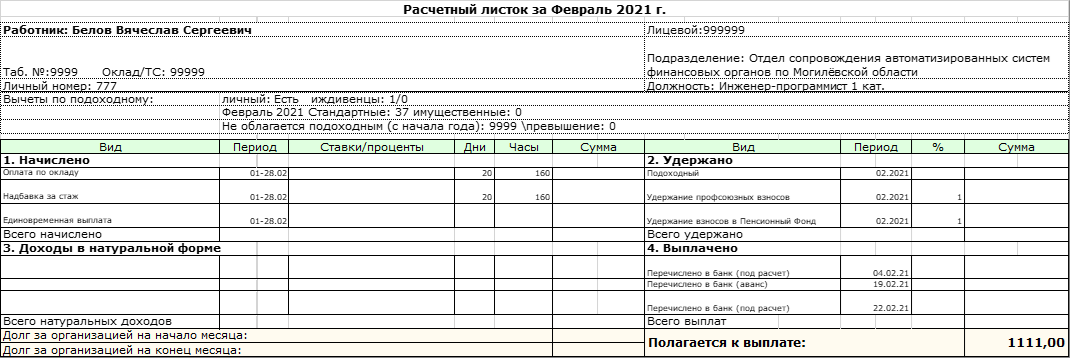 Расчетный листок за Февраль 2021 г.
Работник: Белов Вячеслав Сергеевич Лицевой:999999
Таб. №:9999 Оклад/ТС: 99999 Подразделение: Отдел сопровождения автоматизированных систем
финансовых органов по Могилёвской области
Личный номер: 777 Должность: Инженер-программист 1 кат.
Вычеты по подоходному: личный: Есть иждивенцы: 1/0
Февраль 2021 Стандартные: 37 имущественные: 0
Не облагается подоходным (с начала года): 9999 \превышение: 0
Вид Период Ставки/проценты Дни Часы Сумма Вид Период % Сумма
1. Начислено 2. Удержано
Оплата по окладу 01-28.02 20 160 Подоходный 02.2021
Надбавка за стаж 01-28.02 20 160 Удержание профсоюзных взносов 02.2021 1
Единовременная выплата 01-28.02 Удержание взносов в Пенсионный Фонд 02.2021 1
Всего начислено Всего удержано
3. Доходы в натуральной форме 4. Выплачено
Перечислено в банк (под расчет) 04.02.21
Перечислено в банк (аванс) 19.02.21
Перечислено в банк (под расчет) 22.02.21
Всего натуральных доходов Всего выплат
Долг за организацией на начало месяца:
Полагается к выплате: 1111,00
Долг за организацией на конец месяца: